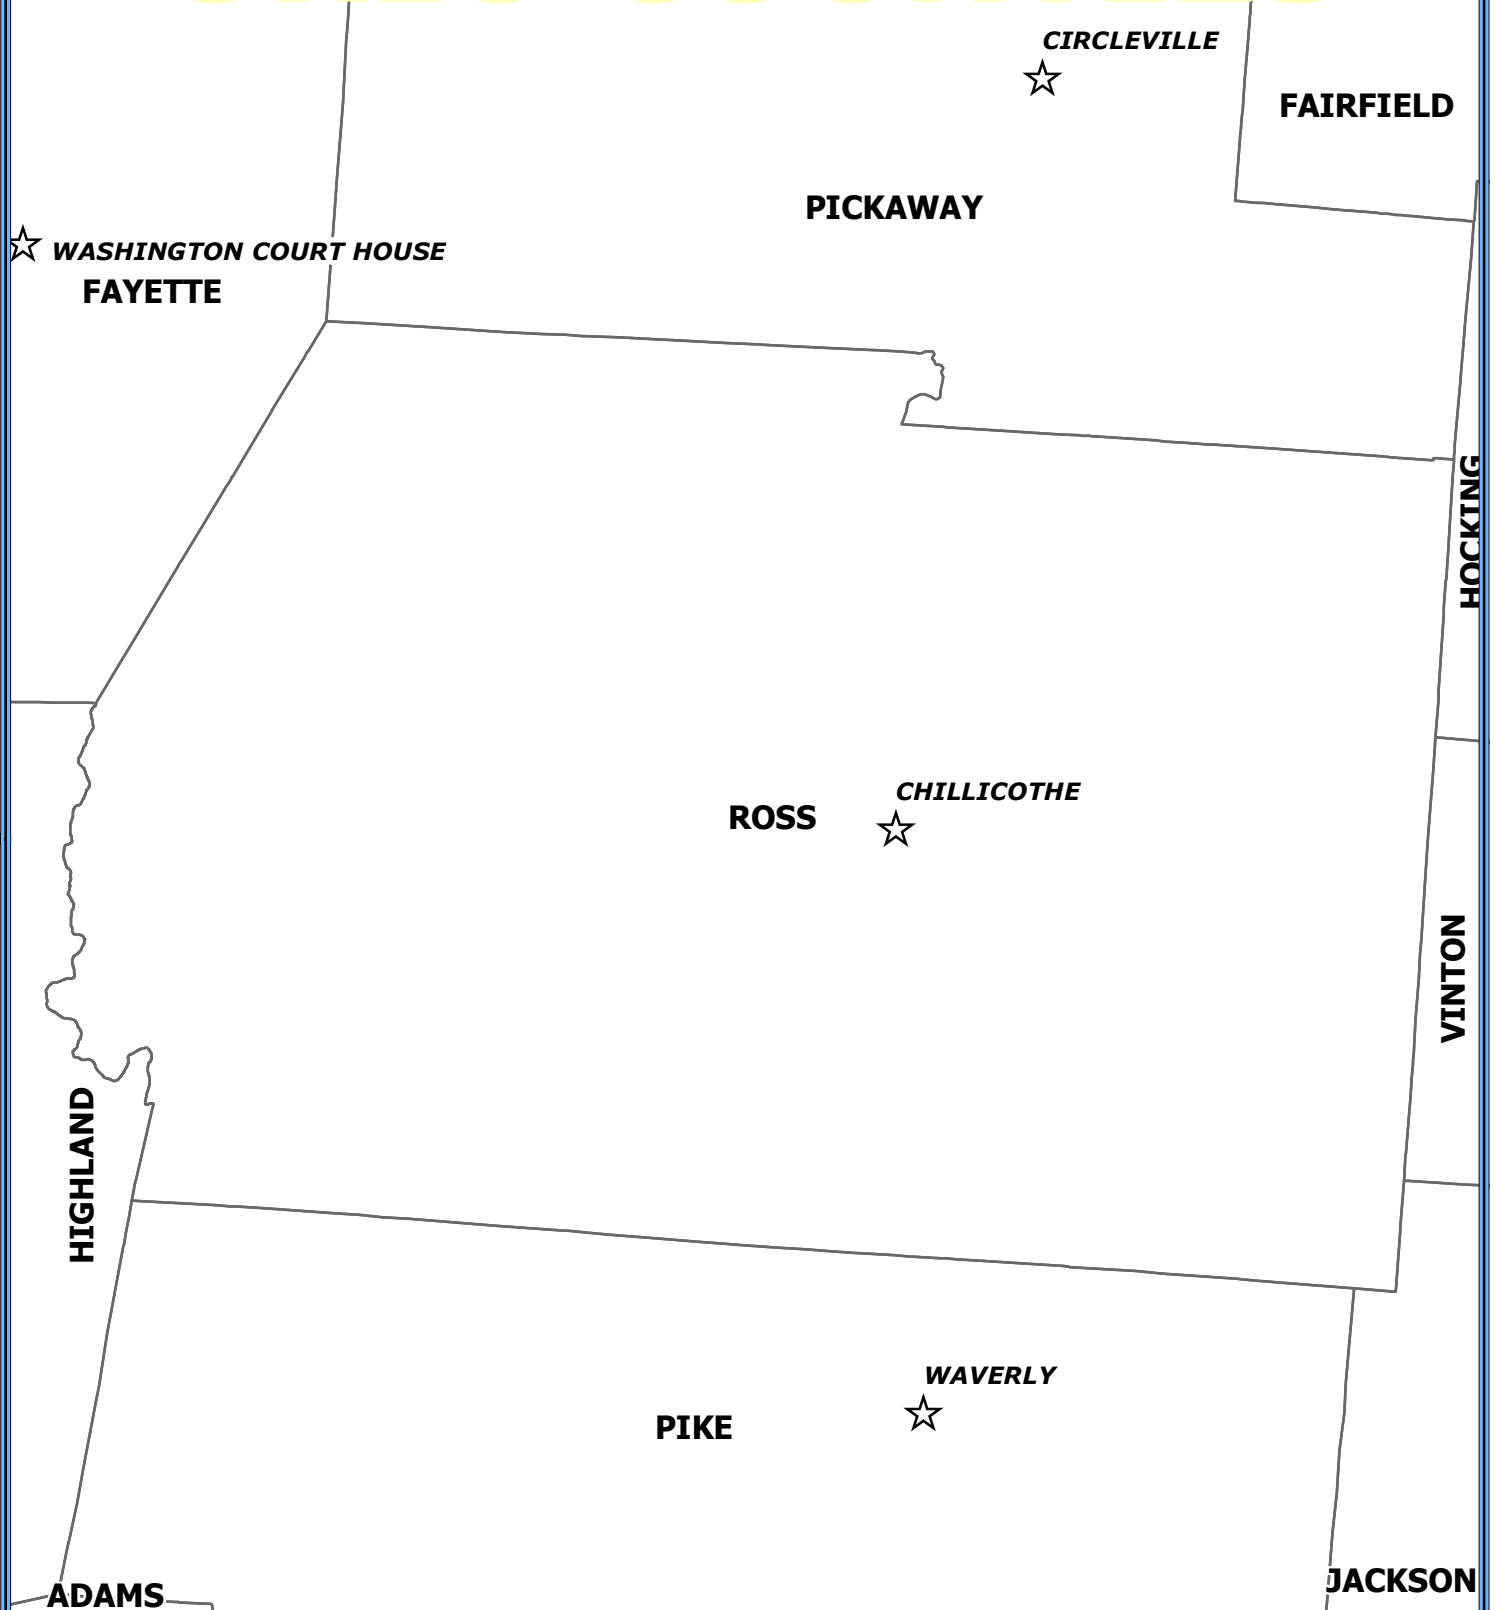 CIRCLEVILLE
FAIRFIELD
PICKAWAY
WASHINGTON COURT HOUSE
FAYETTE
HOCKING
CHILLICOTHE
ROSS
VINTON
HIGHLAND
WAVERLY
PIKE
JACKSON
ADAMS